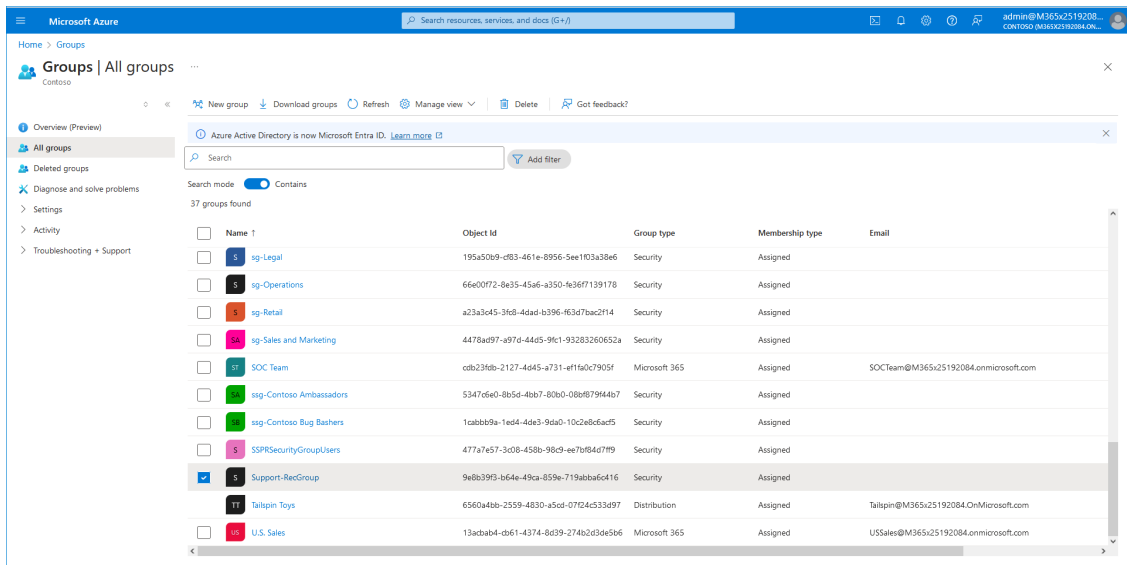 Microsoft Azure
Search resources, services, and docs (G+/)
admin@M365x2519208...
CONTOSO (M365X25192084.ON...
Home > Groups
Groups | All groups ...
Contoso
New group Download groups Refresh Manage view Delete Got feedback?
Overview (Preview)
All groups
Deleted groups
Diagnose and solve problems
Settings
Activity
Troubleshooting + Support
Azure Active Directory is now Microsoft Entra ID. Learn more
Search
Add filter
Search mode Contains
37 groups found
Name ↑ Object Id Group type Membership type Email
S sg-Legal 195a50b9-cf83-461e-8956-5ee1f03a38e6 Security Assigned
S sg-Operations 66e00f72-8e35-45a6-a350-fe36f7139178 Security Assigned
S sg-Retail a23a3c45-3fc8-4dad-b396-f63d7bac2f14 Security Assigned
SA sg-Sales and Marketing 4478ad97-a97d-44d5-9fc1-93283260652a Security Assigned
ST SOC Team cdb23fdb-2127-4d45-a731-ef1fa0c7905f Microsoft 365 Assigned SOCTeam@M365x25192084.onmicrosoft.com
SA ssg-Contoso Ambassadors 5347c6e0-8b5d-4bb7-80b0-08bf879f44b7 Security Assigned
SB ssg-Contoso Bug Bashers 1cabbb9a-1ed4-4de3-9da0-10c2e8c6acf5 Security Assigned
S SSPRSecurityGroupUsers 477a7e57-3c08-458b-98c9-ee7bf84d7ff9 Security Assigned
S Support-RecGroup 9e8b39f3-b64e-49ca-859e-719abba6c416 Security Assigned
TT Tailspin Toys 6560a4bb-2559-4830-a5cd-07f24c533d97 Distribution Assigned Tailspin@M365x25192084.OnMicrosoft.com
US U.S. Sales 13acbab4-cb61-4374-8d39-274b2d3de5b6 Microsoft 365 Assigned USSales@M365x25192084.onmicrosoft.com